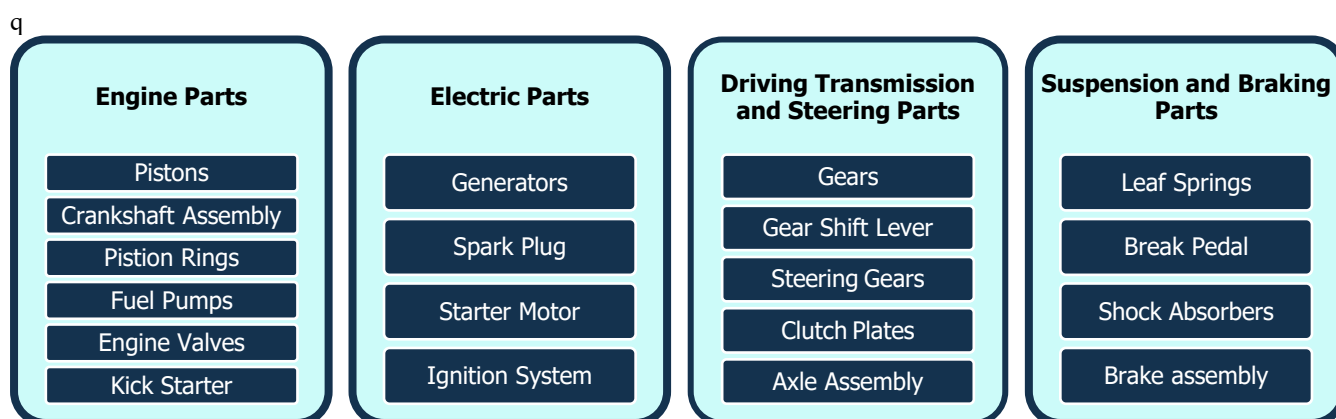 q
Engine Parts
Pistons
Crankshaft Assembly
Pistion Rings
Fuel Pumps
Engine Valves
Kick Starter
Electric Parts
Generators
Spark Plug
Starter Motor
Ignition System
Driving Transmission
and Steering Parts
Gears
Gear Shift Lever
Steering Gears
Clutch Plates
Axle Assembly
Suspension and Braking
Parts
Leaf Springs
Break Pedal
Shock Absorbers
Brake assembly